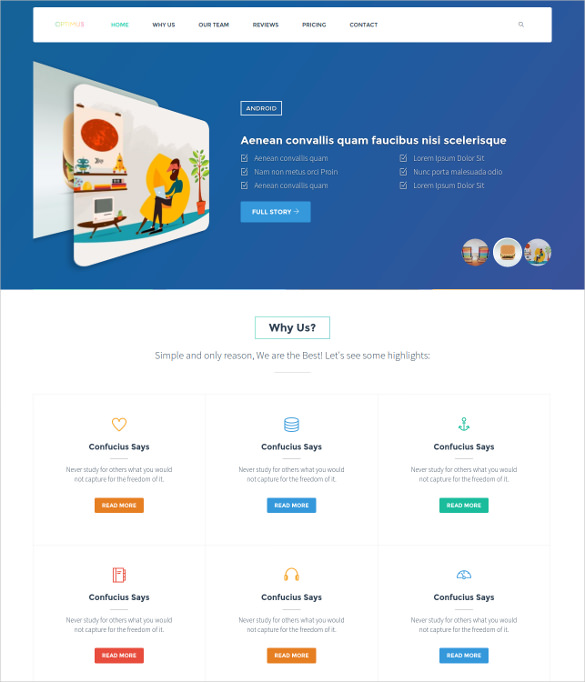 OPTIMUS HOME WHY US OUR TEAM REVIEWS PRICING CONTACT
ANDROID
Aenean convallis quam faucibus nisi scelerisque
Aenean convallis quam Lorem Ipsum Dolor Sit
Nam non metus orci Proin Nunc porta malesuada odio
Aenean convallis quam Lorem Ipsum Dolor Sit
FULL STORY
Why Us?
Simple and only reason, We are the Best! Let's see some highlights:
Confucius Says Confucius Says Confucius Says
Never study for others what you would Never study for others what you would Never study for others what you would
not capture for the freedom of it. not capture for the freedom of it. not capture for the freedom of it.
READ MORE READ MORE READ MORE
Confucius Says Confucius Says Confucius Says
Never study for others what you would Never study for others what you would Never study for others what you would
not capture for the freedom of it. not capture for the freedom of it. not capture for the freedom of it.
READ MORE READ MORE READ MORE